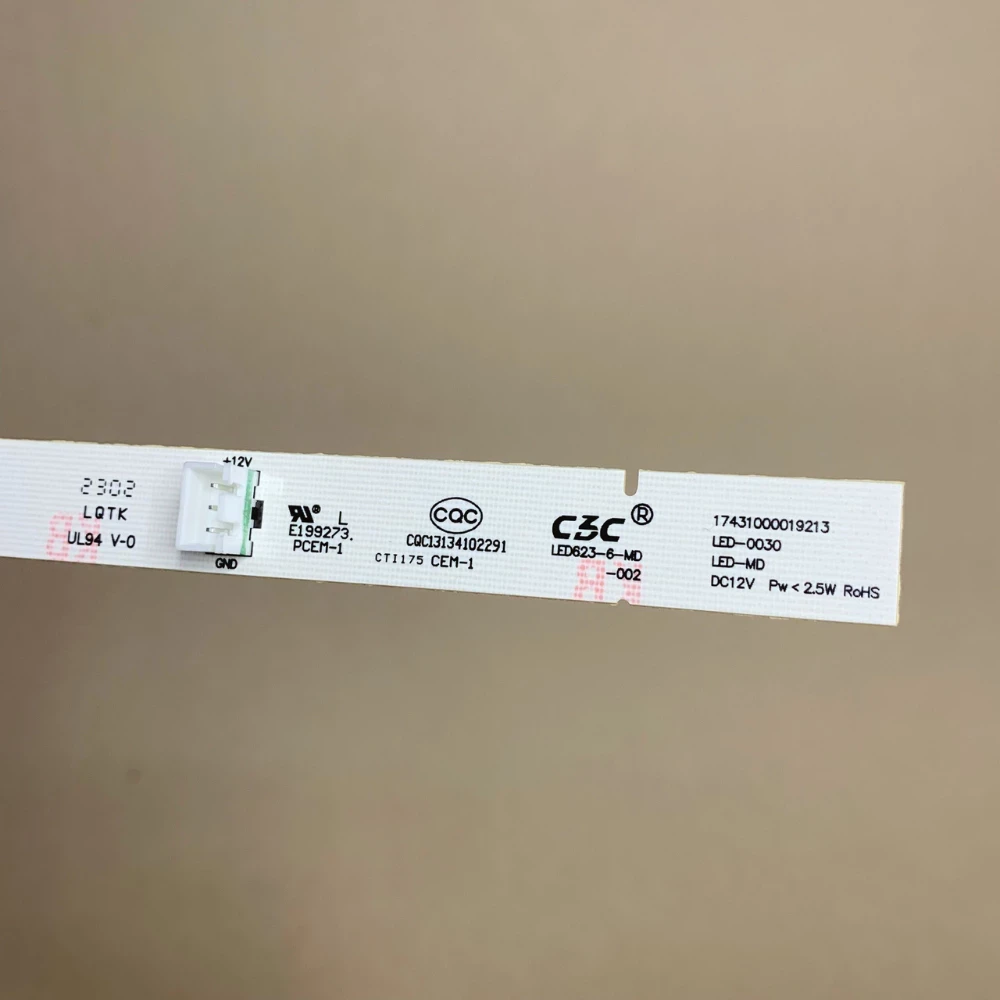 2302
LQTK
UL94 V-0
+12V
GND
L
E199273.
PCEM-1
CQC
CQC13134102291
CTI175 CEM-1
C3C®
LED623-6-MD
-002
17431000019213
LED-0030
LED-MD
DC12V Pw < 2.5W RoHS